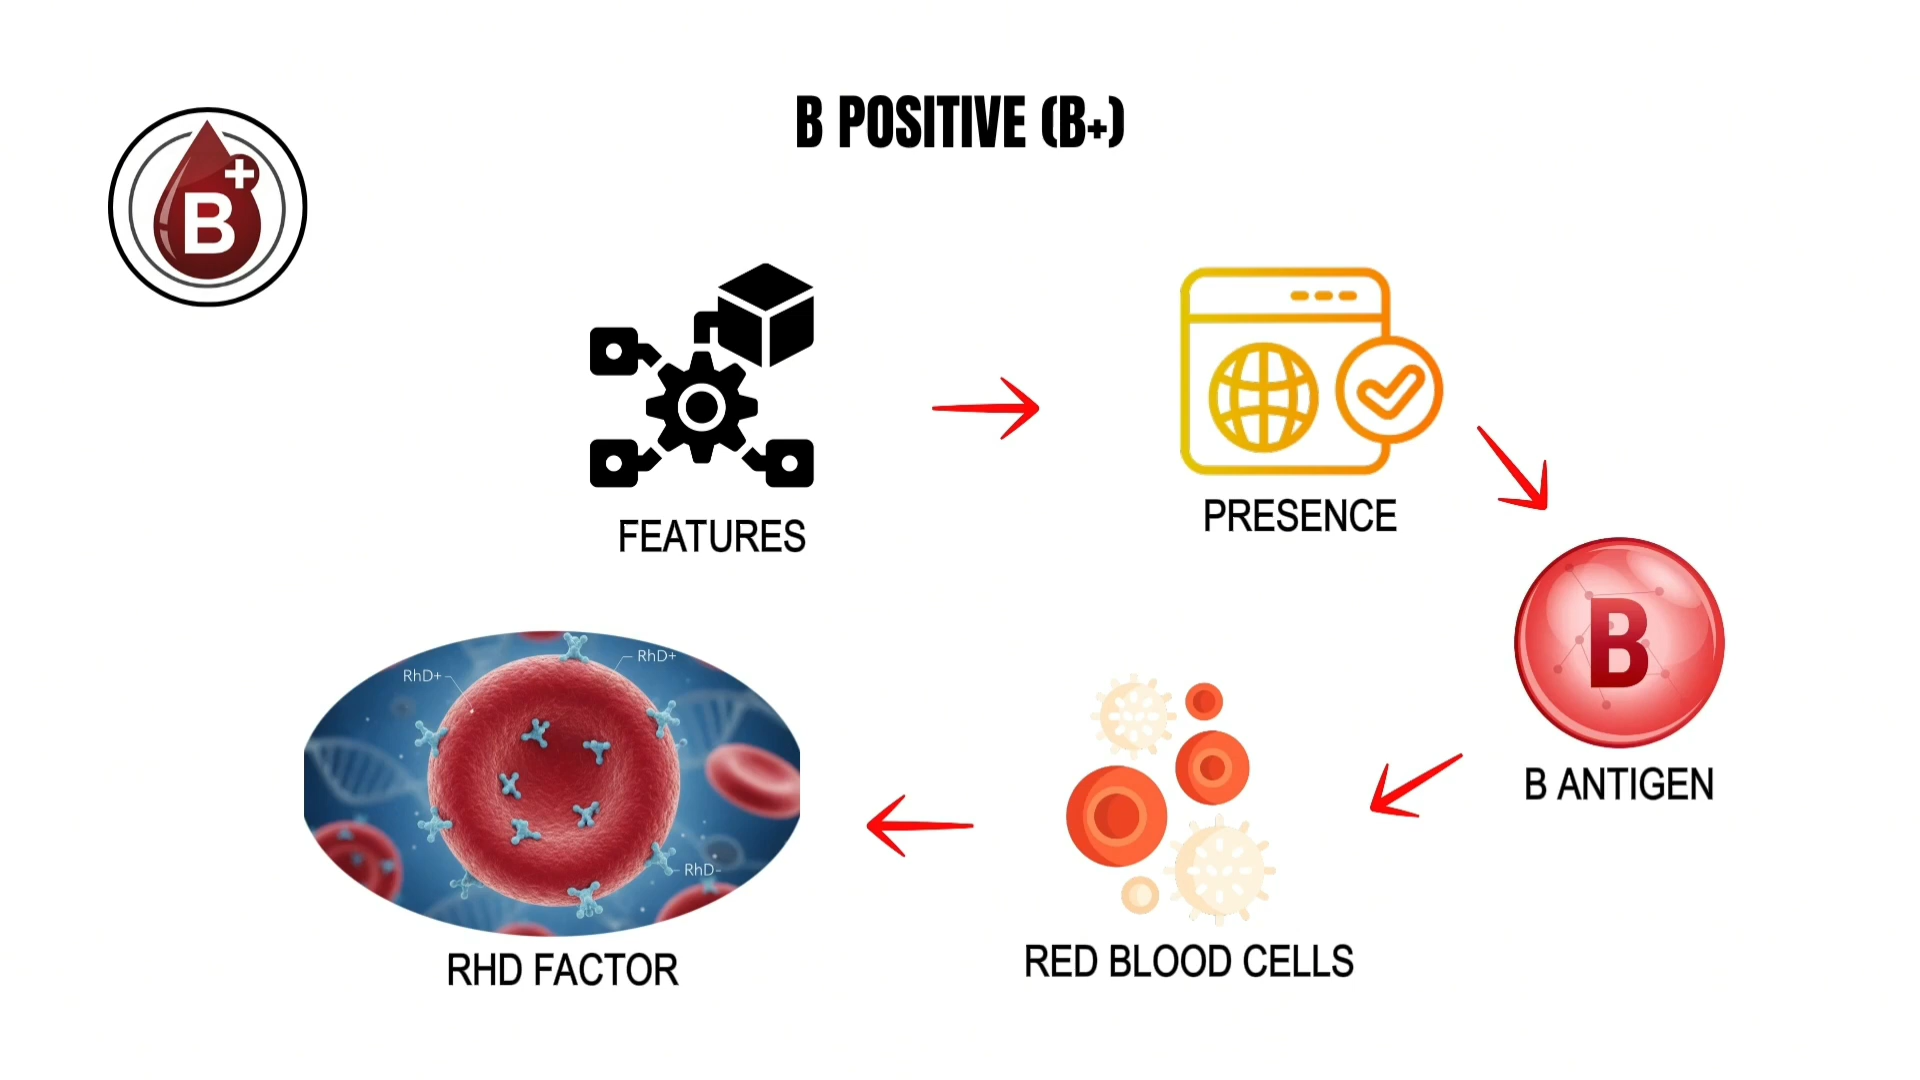 B POSITIVE (B+)
B+
FEATURES
PRESENCE
B
B ANTIGEN
RED BLOOD CELLS
RhD+
RhD+
RhD-
RHD FACTOR